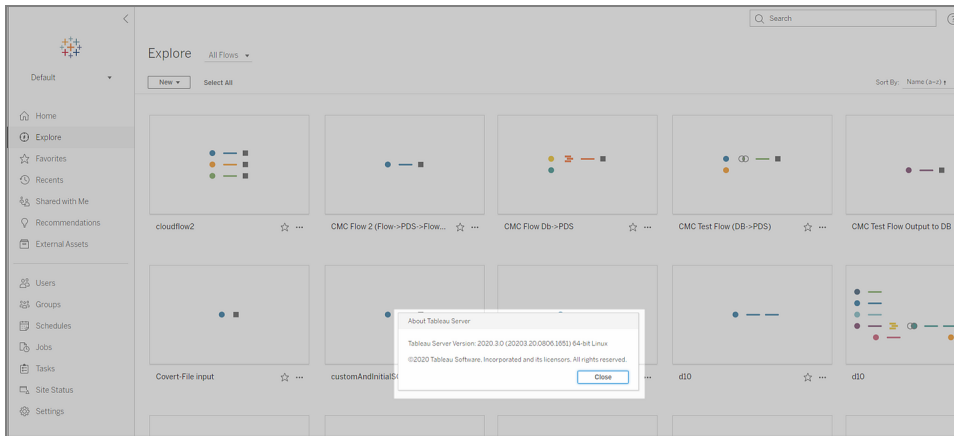 Search
Explore
All Flows
Default
New
Select All
Sort By: Name (a–z)
Home
Explore
Favorites
Recents
Shared with Me
Recommendations
External Assets
Users
Groups
Schedules
Jobs
Tasks
Site Status
Settings
cloudflow2
CMC Flow 2 (Flow->PDS->Flow...
CMC Flow Db->PDS
CMC Test Flow (DB->PDS)
CMC Test Flow Output to DB
Covert-File input
d10
d10
About Tableau Server
Tableau Server Version: 2020.3.0 (20203.20.0806.1651) 64-bit Linux
©2020 Tableau Software, Incorporated and its licensors. All rights reserved.
Close